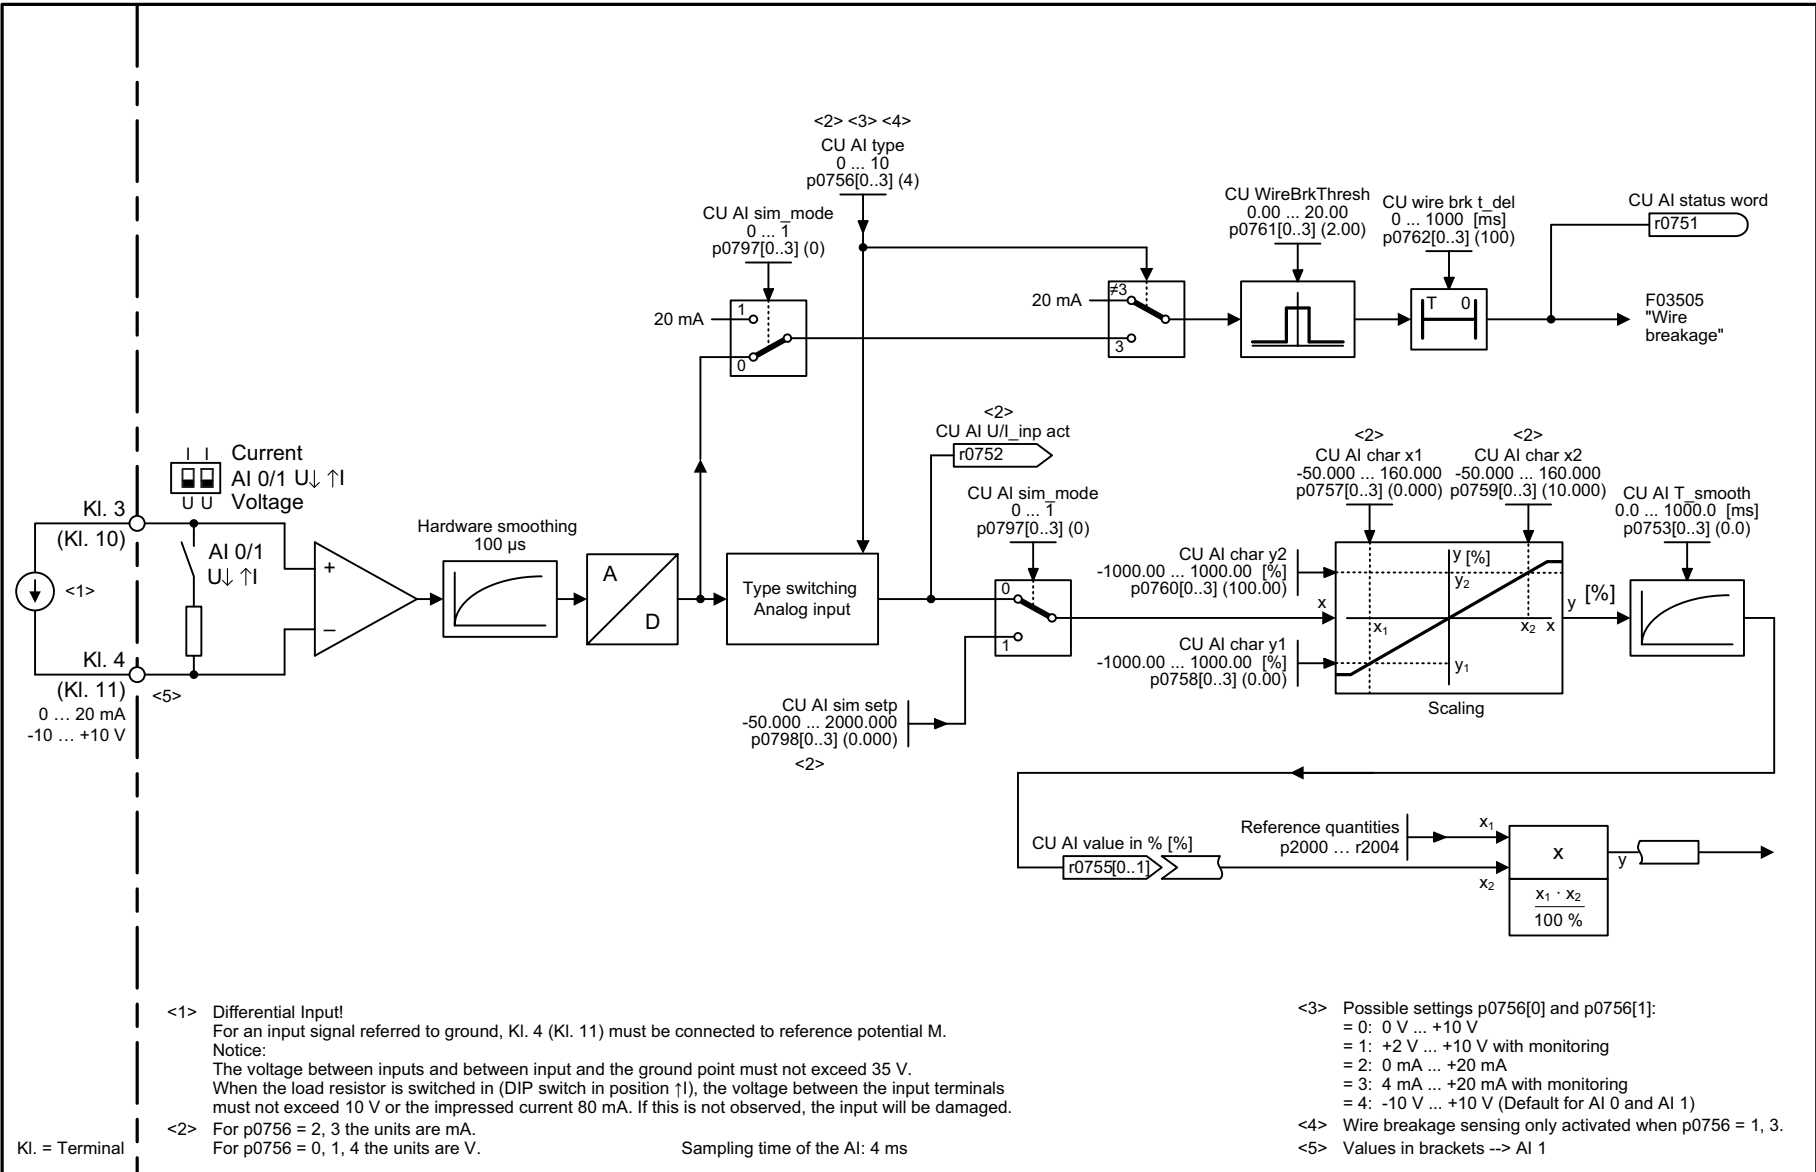 <2> <3> <4>
CU AI type
0 ... 10
p0756[0..3] (4)
CU AI sim_mode
0 ... 1
p0797[0..3] (0)
1
0
20 mA
20 mA
≠3
3
CU WireBrkThresh
0.00 ... 20.00
p0761[0..3] (2.00)
CU wire brk t_del
0 ... 1000 [ms]
p0762[0..3] (100)
T 0
CU AI status word
r0751
F03505
"Wire
breakage"
I I
Current
AI 0/1 U↓ ↑I
U U
Voltage
Kl. 3
(Kl. 10)
<1>
AI 0/1
U↓ ↑I
Kl. 4
(Kl. 11)
<5>
0 … 20 mA
-10 … +10 V
+
–
Hardware smoothing
100 µs
A
D
Type switching
Analog input
<2>
CU AI U/I_inp act
r0752
CU AI sim_mode
0 ... 1
p0797[0..3] (0)
0
1
CU AI sim setp
-50.000 ... 2000.000
p0798[0..3] (0.000)
<2>
<2>
CU AI char x1
-50.000 ... 160.000
p0757[0..3] (0.000)
<2>
CU AI char x2
-50.000 ... 160.000
p0759[0..3] (10.000)
CU AI char y2
-1000.00 ... 1000.00 [%]
p0760[0..3] (100.00)
x
CU AI char y1
-1000.00 ... 1000.00 [%]
p0758[0..3] (0.00)
y [%]
y₂
x₁
x₂ x
y₁
Scaling
y [%]
CU AI T_smooth
0.0 ... 1000.0 [ms]
p0753[0..3] (0.0)
CU AI value in % [%]
r0755[0..1]
Reference quantities
p2000 … r2004
x₁
x₂
x
x₁ · x₂
100 %
y
<1> Differential Input!
For an input signal referred to ground, Kl. 4 (Kl. 11) must be connected to reference potential M.
Notice:
The voltage between inputs and between input and the ground point must not exceed 35 V.
When the load resistor is switched in (DIP switch in position ↑I), the voltage between the input terminals
must not exceed 10 V or the impressed current 80 mA. If this is not observed, the input will be damaged.
<2> For p0756 = 2, 3 the units are mA.
For p0756 = 0, 1, 4 the units are V.
Sampling time of the AI: 4 ms
Kl. = Terminal
<3> Possible settings p0756[0] and p0756[1]:
= 0: 0 V ... +10 V
= 1: +2 V ... +10 V with monitoring
= 2: 0 mA ... +20 mA
= 3: 4 mA ... +20 mA with monitoring
= 4: -10 V ... +10 V (Default for AI 0 and AI 1)
<4> Wire breakage sensing only activated when p0756 = 1, 3.
<5> Values in brackets --> AI 1